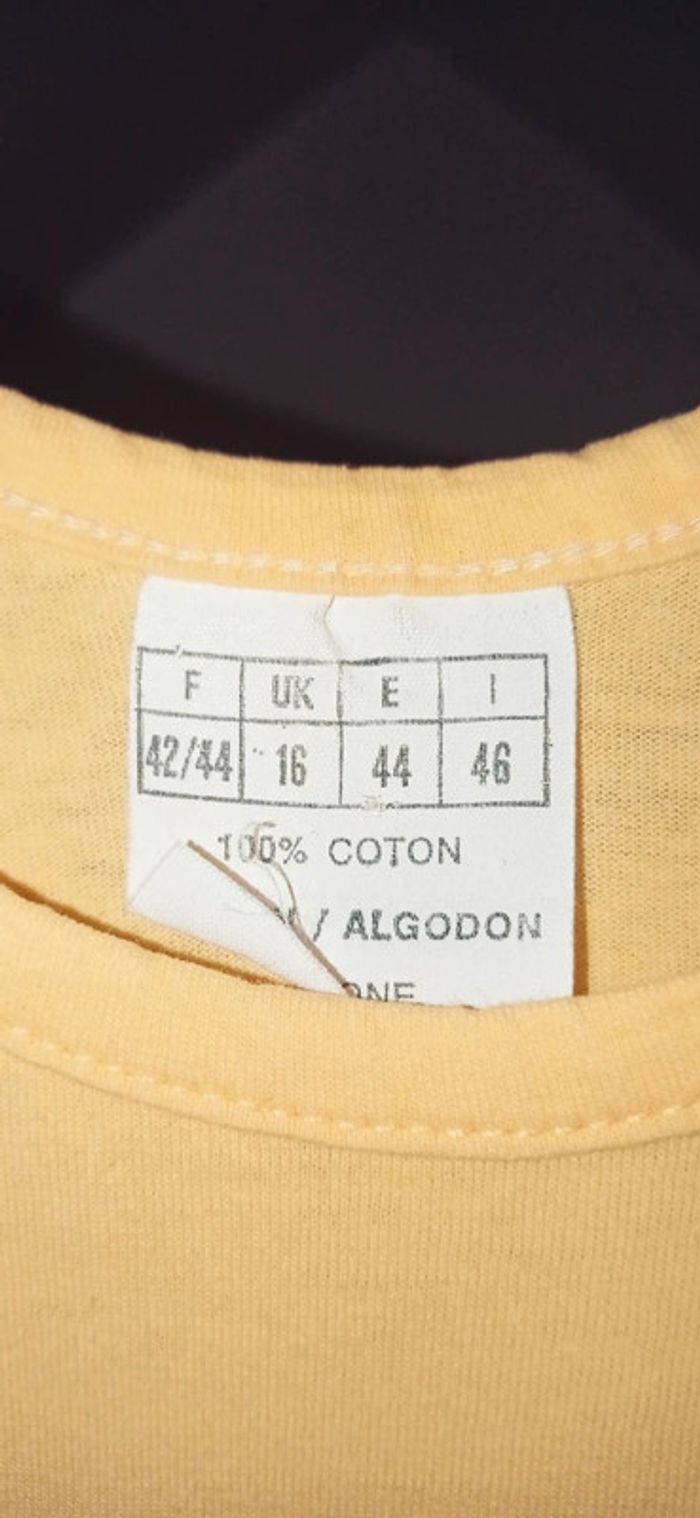 F UK E I
42/44 16 44 46
100% COTON
/ ALGODON